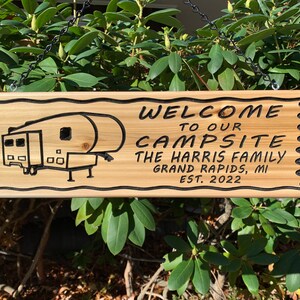 WELCOME
TO OUR
CAMPSITE
THE HARRIS FAMILY
GRAND RAPIDS, MI
EST. 2022